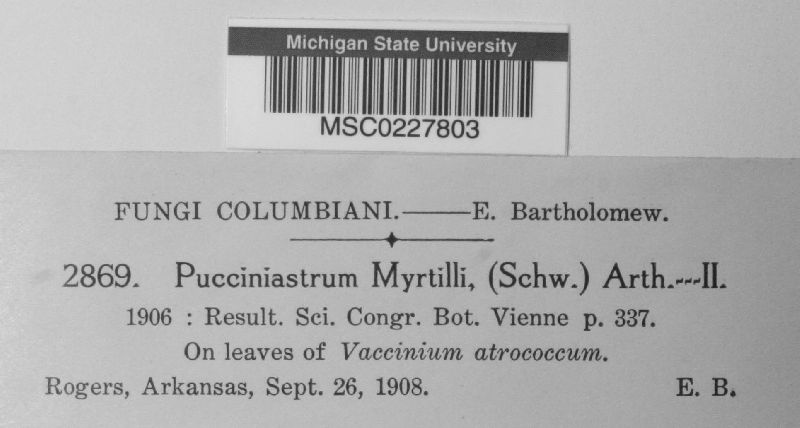 Michigan State University
MSC0227803
FUNGI COLUMBIANI.——E. Bartholomew.
2869. Pucciniastrum Myrtilli, (Schw.) Arth.---II.
1906 : Result. Sci. Congr. Bot. Vienne p. 337.
On leaves of Vaccinium atrococcum.
Rogers, Arkansas, Sept. 26, 1908. E. B.